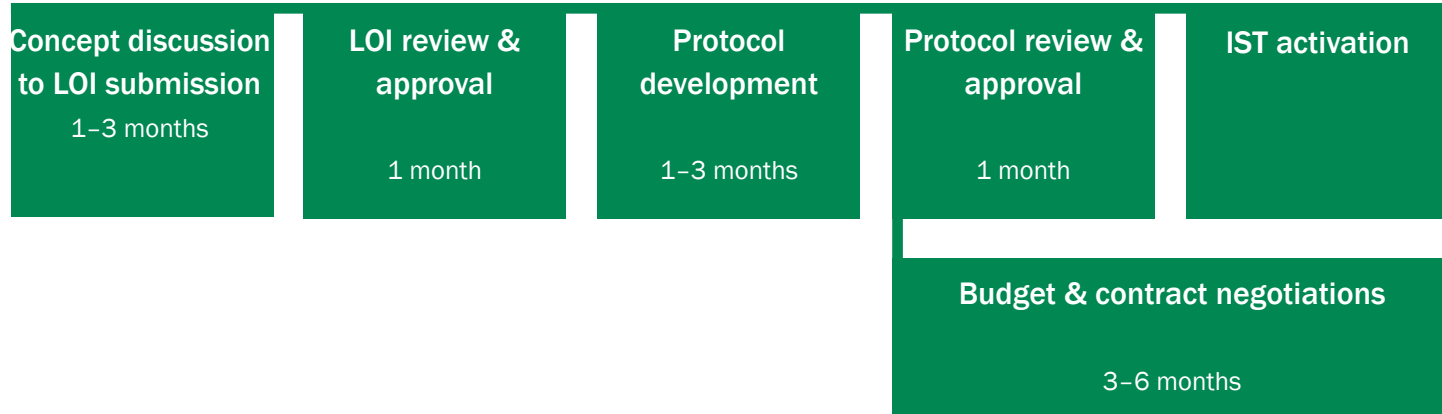 Concept discussion
to LOI submission
1–3 months
LOI review &
approval
1 month
Protocol
development
1–3 months
Protocol review &
approval
1 month
IST activation
Budget & contract negotiations
3–6 months